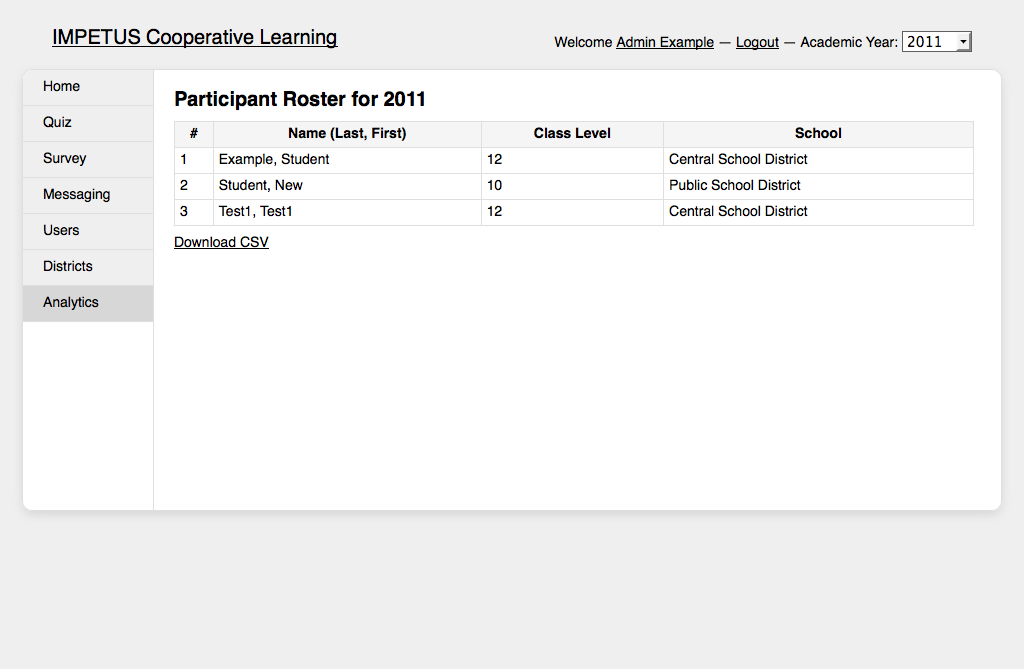 IMPETUS Cooperative Learning
Welcome Admin Example — Logout — Academic Year: 2011
Home
Quiz
Survey
Messaging
Users
Districts
Analytics
Participant Roster for 2011
# Name (Last, First) Class Level School
1 Example, Student 12 Central School District
2 Student, New 10 Public School District
3 Test1, Test1 12 Central School District
Download CSV